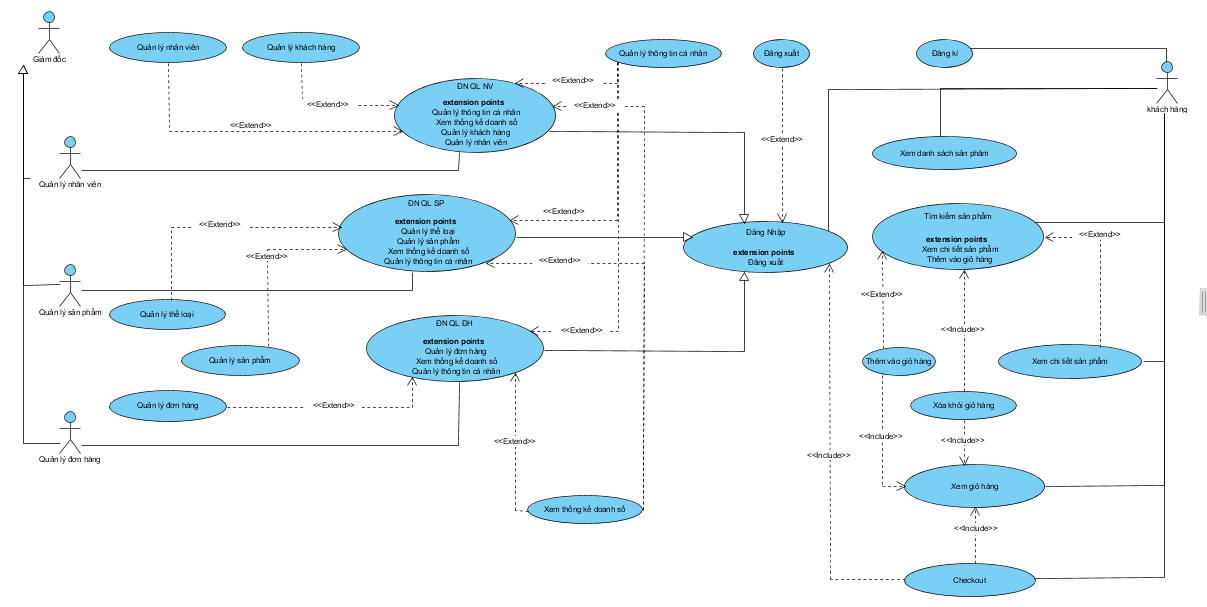 Giám đốc
Quản lý nhân viên
Quản lý khách hàng
Quản lý thông tin cá nhân
Đăng xuất
Đăng kí
khách hàng
ĐN QL NV
extension points
Quản lý thông tin cá nhân
Xem thống kê doanh số
Quản lý khách hàng
Quản lý nhân viên
<<Extend>>
<<Extend>>
<<Extend>>
<<Extend>>
<<Extend>>
Quản lý nhân viên
Xem danh sách sản phẩm
ĐN QL SP
extension points
Quản lý thể loại
Quản lý sản phẩm
Xem thống kê doanh số
Quản lý thông tin cá nhân
<<Extend>>
<<Extend>>
<<Extend>>
<<Extend>>
Đăng Nhập
extension points
Đăng xuất
Tìm kiếm sản phẩm
extension points
Xem chi tiết sản phẩm
Thêm vào giỏ hàng
<<Extend>>
<<Extend>>
<<Include>>
Quản lý sản phẩm
Quản lý thể loại
Quản lý sản phẩm
ĐN QL ĐH
extension points
Quản lý đơn hàng
Xem thống kê doanh số
Quản lý thông tin cá nhân
<<Extend>>
Thêm vào giỏ hàng
Xem chi tiết sản phẩm
Quản lý đơn hàng
<<Extend>>
Xóa khỏi giỏ hàng
<<Extend>>
<<Include>>
<<Include>>
<<Include>>
Quản lý đơn hàng
Xem giỏ hàng
Xem thống kê doanh số
<<Include>>
Checkout